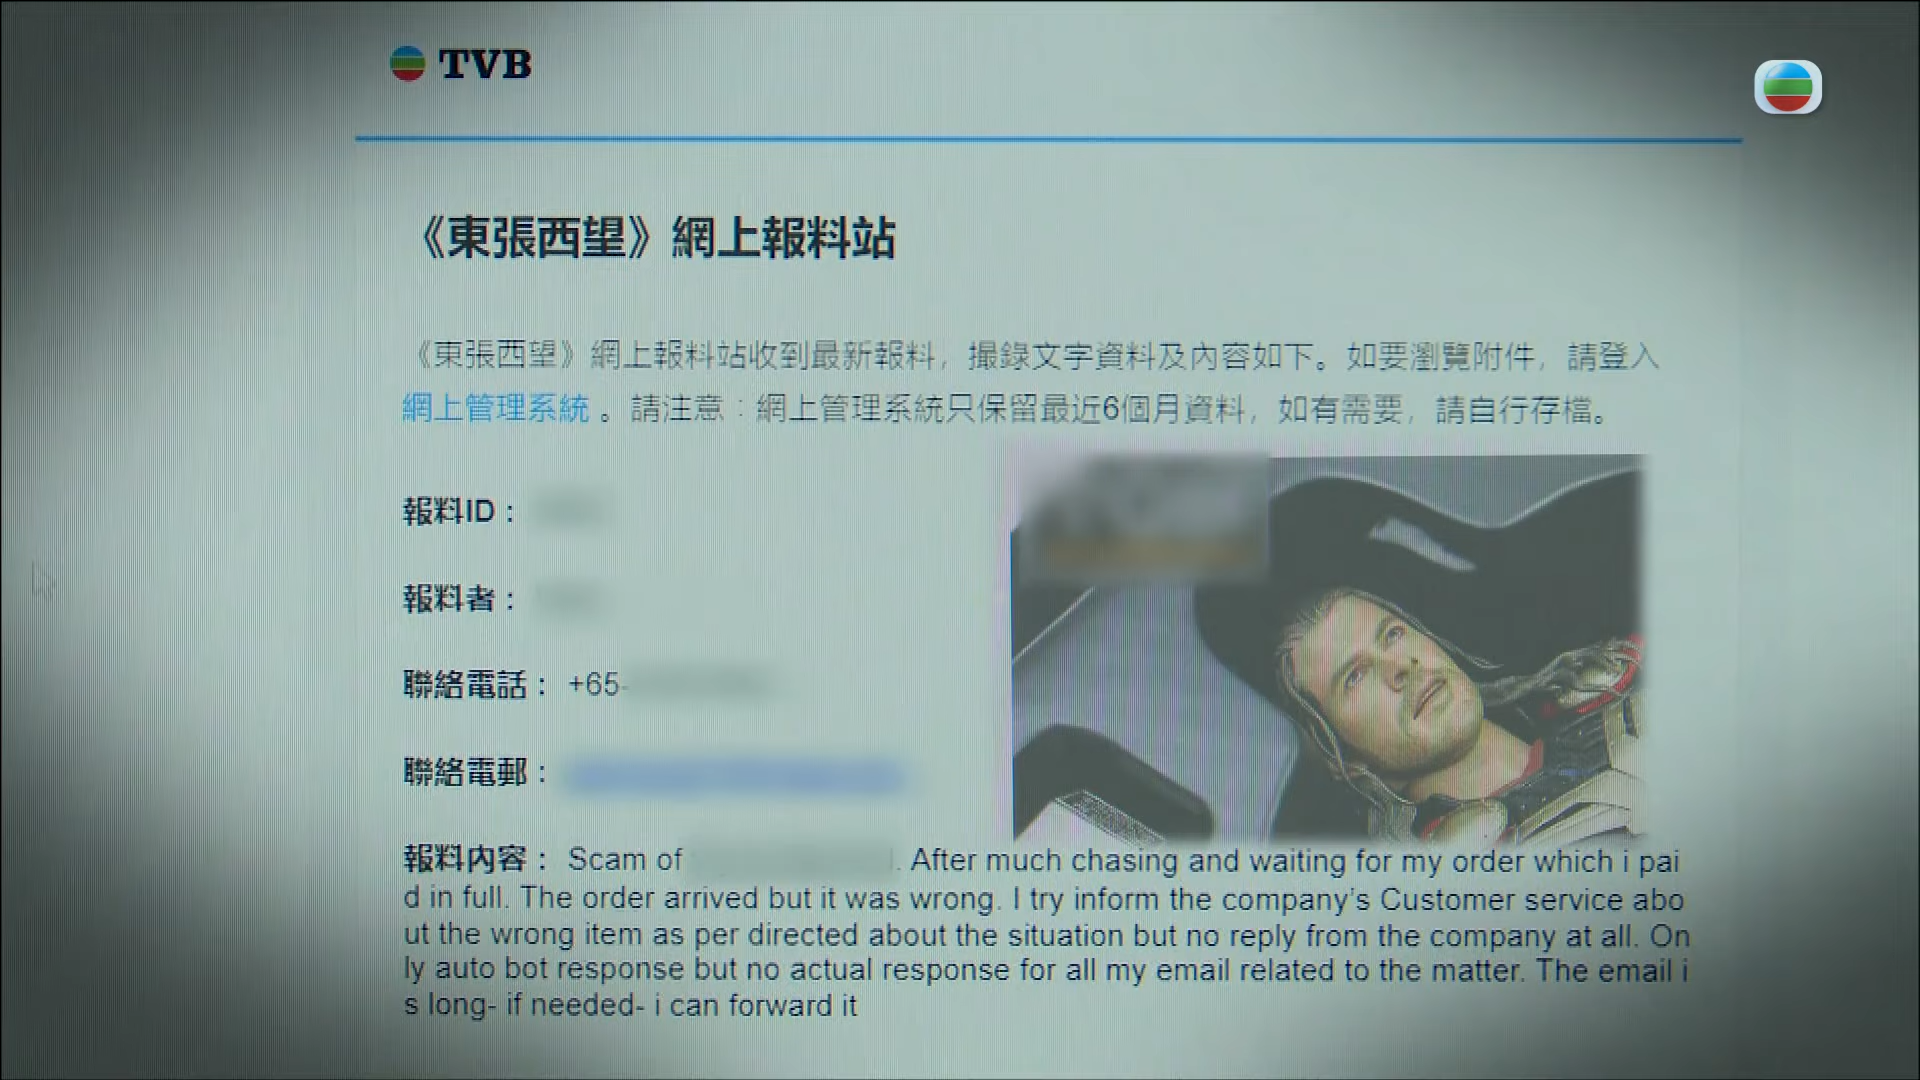 TVB
《東張西望》網上報料站
《東張西望》網上報料站收到最新報料，撮錄文字資料及內容如下。如要瀏覽附件，請登入
網上管理系統 。請注意：網上管理系統只保留最近6個月資料，如有需要，請自行存檔。
報料ID：
報料者：
聯絡電話： +65-
聯絡電郵：
報料內容： Scam of . After much chasing and waiting for my order which i pai
d in full. The order arrived but it was wrong. I try inform the company's Customer service abo
ut the wrong item as per directed about the situation but no reply from the company at all. On
ly auto bot response but no actual response for all my email related to the matter. The email i
s long- if needed- i can forward it